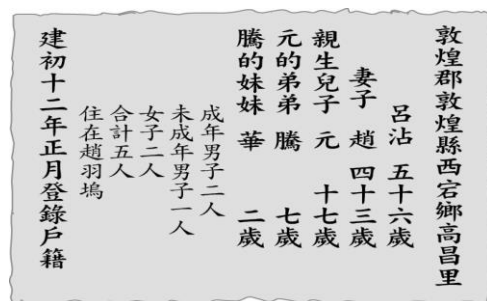 敦煌郡敦煌縣西宕鄉高昌里
呂沾 五十六歲
妻子 趙 四十三歲
親生兒子 元 十七歲
元的弟弟 騰 七歲
騰的妹妹 華 二歲
成年男子二人
未成年男子一人
女子二人
合計五人
住在趙羽塢
建初十二年正月登錄戶籍